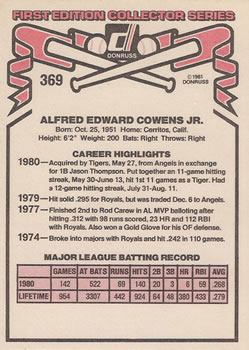 FIRST EDITION COLLECTOR SERIES
DONRUSS
369
©1981
DONRUSS
ALFRED EDWARD COWENS JR.
Born: Oct. 25, 1951 Home: Cerritos, Calif.
Height: 6'2" Weight: 200 Bats: Right Throws: Right
CAREER HIGHLIGHTS
1980—Acquired by Tigers, May 27, from Angels in exchange
for 1B Jason Thompson. Put together an 11-game hitting
streak, May 30-June 13, hit 1st 11 games as a Tiger. Had a
12-game hitting streak, July 31-Aug. 11.
1979—Hit solid .295 for Royals, but was traded Dec. 6 to Angels.
1977—Finished 2nd to Rod Carew in AL MVP balloting after
hitting .312 with 98 runs scored, 23 HR and 112 RBI with
Royals. Also won a Gold Glove for his OF defense.
1974—Broke into majors with Royals and hit .242 in 110 games.
MAJOR LEAGUE BATTING RECORD
GAMES AT BATS RUNS HITS 2B 3B HR RBI AVG
1980 142 522 69 140 20 3 6 59 .268
LIFETIME 954 3307 442 924 154 43 66 433 .279